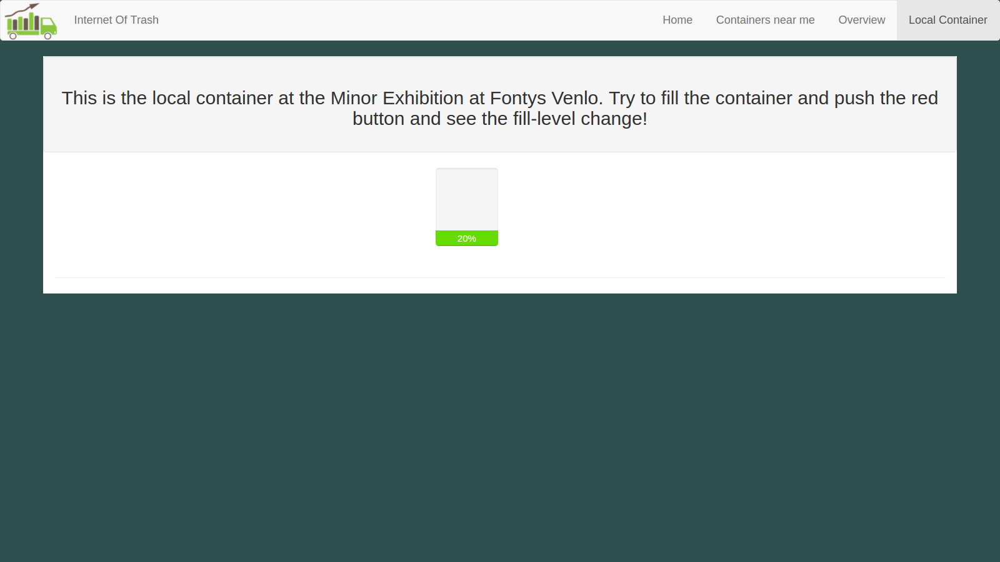 Internet Of Trash
Home
Containers near me
Overview
Local Container
This is the local container at the Minor Exhibition at Fontys Venlo. Try to fill the container and push the red
button and see the fill-level change!
20%